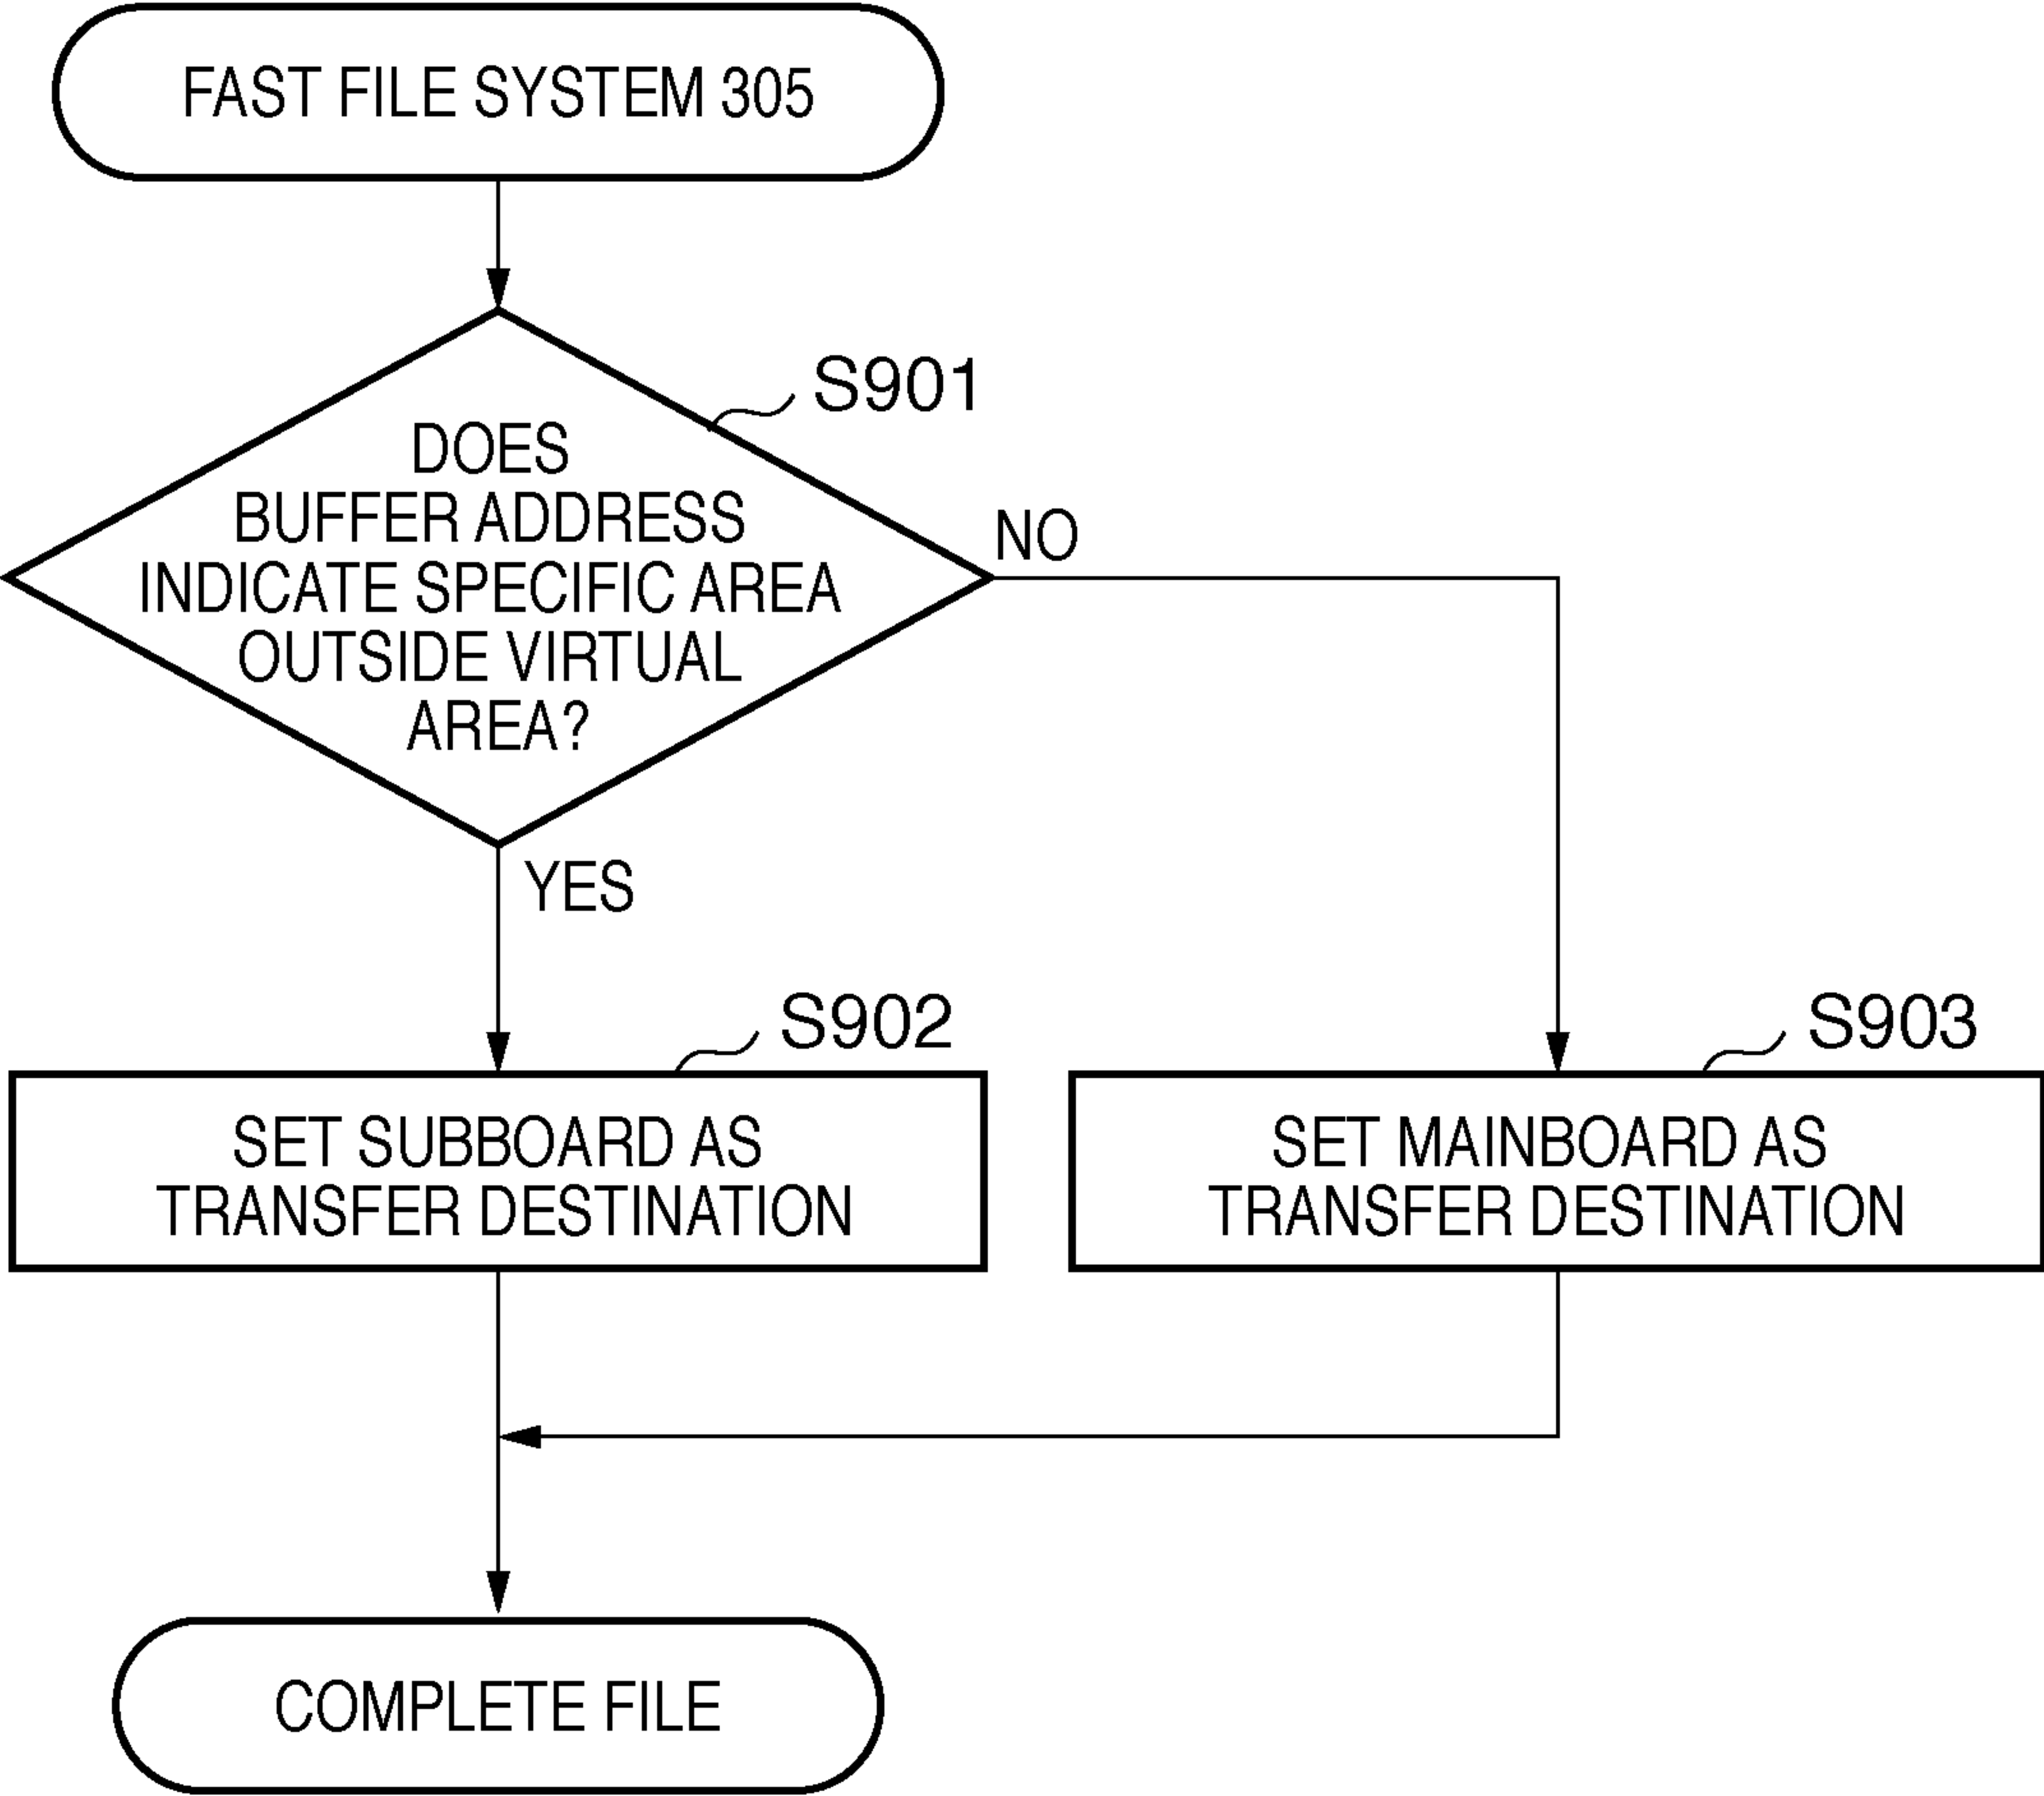 FAST FILE SYSTEM 305
S901
DOES
BUFFER ADDRESS
INDICATE SPECIFIC AREA
OUTSIDE VIRTUAL
AREA?
NO
YES
S902
SET SUBBOARD AS
TRANSFER DESTINATION
S903
SET MAINBOARD AS
TRANSFER DESTINATION
COMPLETE FILE